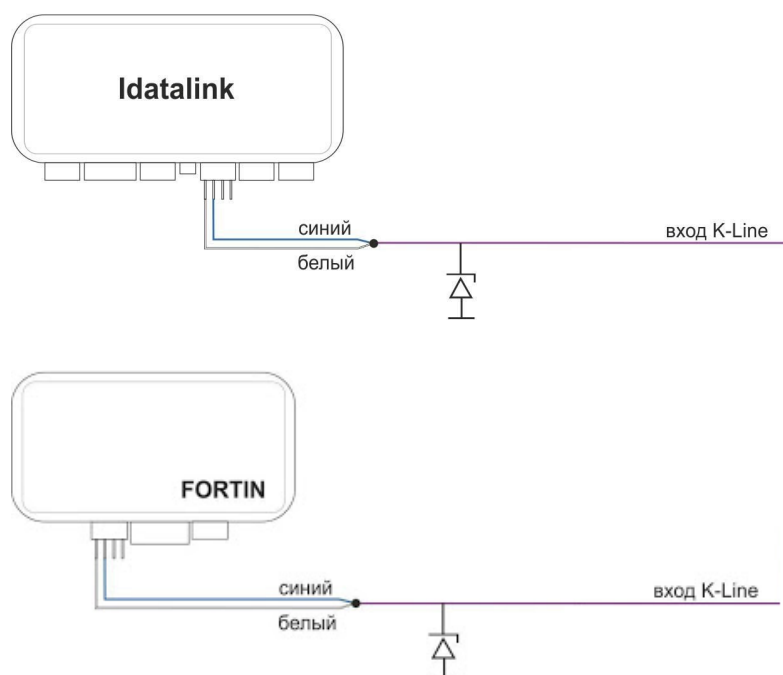 Idatalink
синий
вход K-Line
белый
FORTIN
синий
вход K-Line
белый